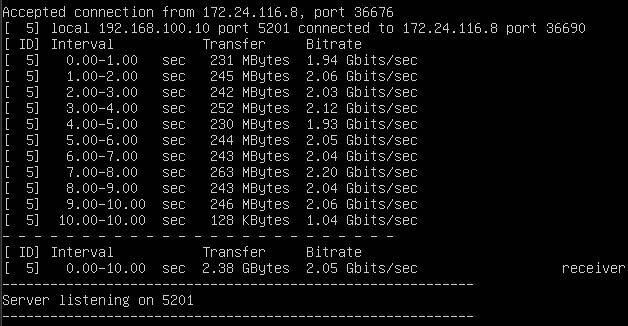 Accepted connection from 172.24.116.8, port 36676
[  5] local 192.168.100.10 port 5201 connected to 172.24.116.8 port 36690
[ ID] Interval           Transfer     Bitrate
[  5]   0.00-1.00   sec   231 MBytes  1.94 Gbits/sec
[  5]   1.00-2.00   sec   245 MBytes  2.06 Gbits/sec
[  5]   2.00-3.00   sec   242 MBytes  2.03 Gbits/sec
[  5]   3.00-4.00   sec   252 MBytes  2.12 Gbits/sec
[  5]   4.00-5.00   sec   230 MBytes  1.93 Gbits/sec
[  5]   5.00-6.00   sec   244 MBytes  2.05 Gbits/sec
[  5]   6.00-7.00   sec   243 MBytes  2.04 Gbits/sec
[  5]   7.00-8.00   sec   263 MBytes  2.20 Gbits/sec
[  5]   8.00-9.00   sec   243 MBytes  2.04 Gbits/sec
[  5]   9.00-10.00  sec   246 MBytes  2.06 Gbits/sec
[  5]  10.00-10.00  sec   128 KBytes  1.04 Gbits/sec
- - - - - - - - - - - - - - - - - - - - - - - - -
[ ID] Interval           Transfer     Bitrate
[  5]   0.00-10.00  sec  2.38 GBytes  2.05 Gbits/sec                  receiver
-----------------------------------------------------------
Server listening on 5201
-----------------------------------------------------------